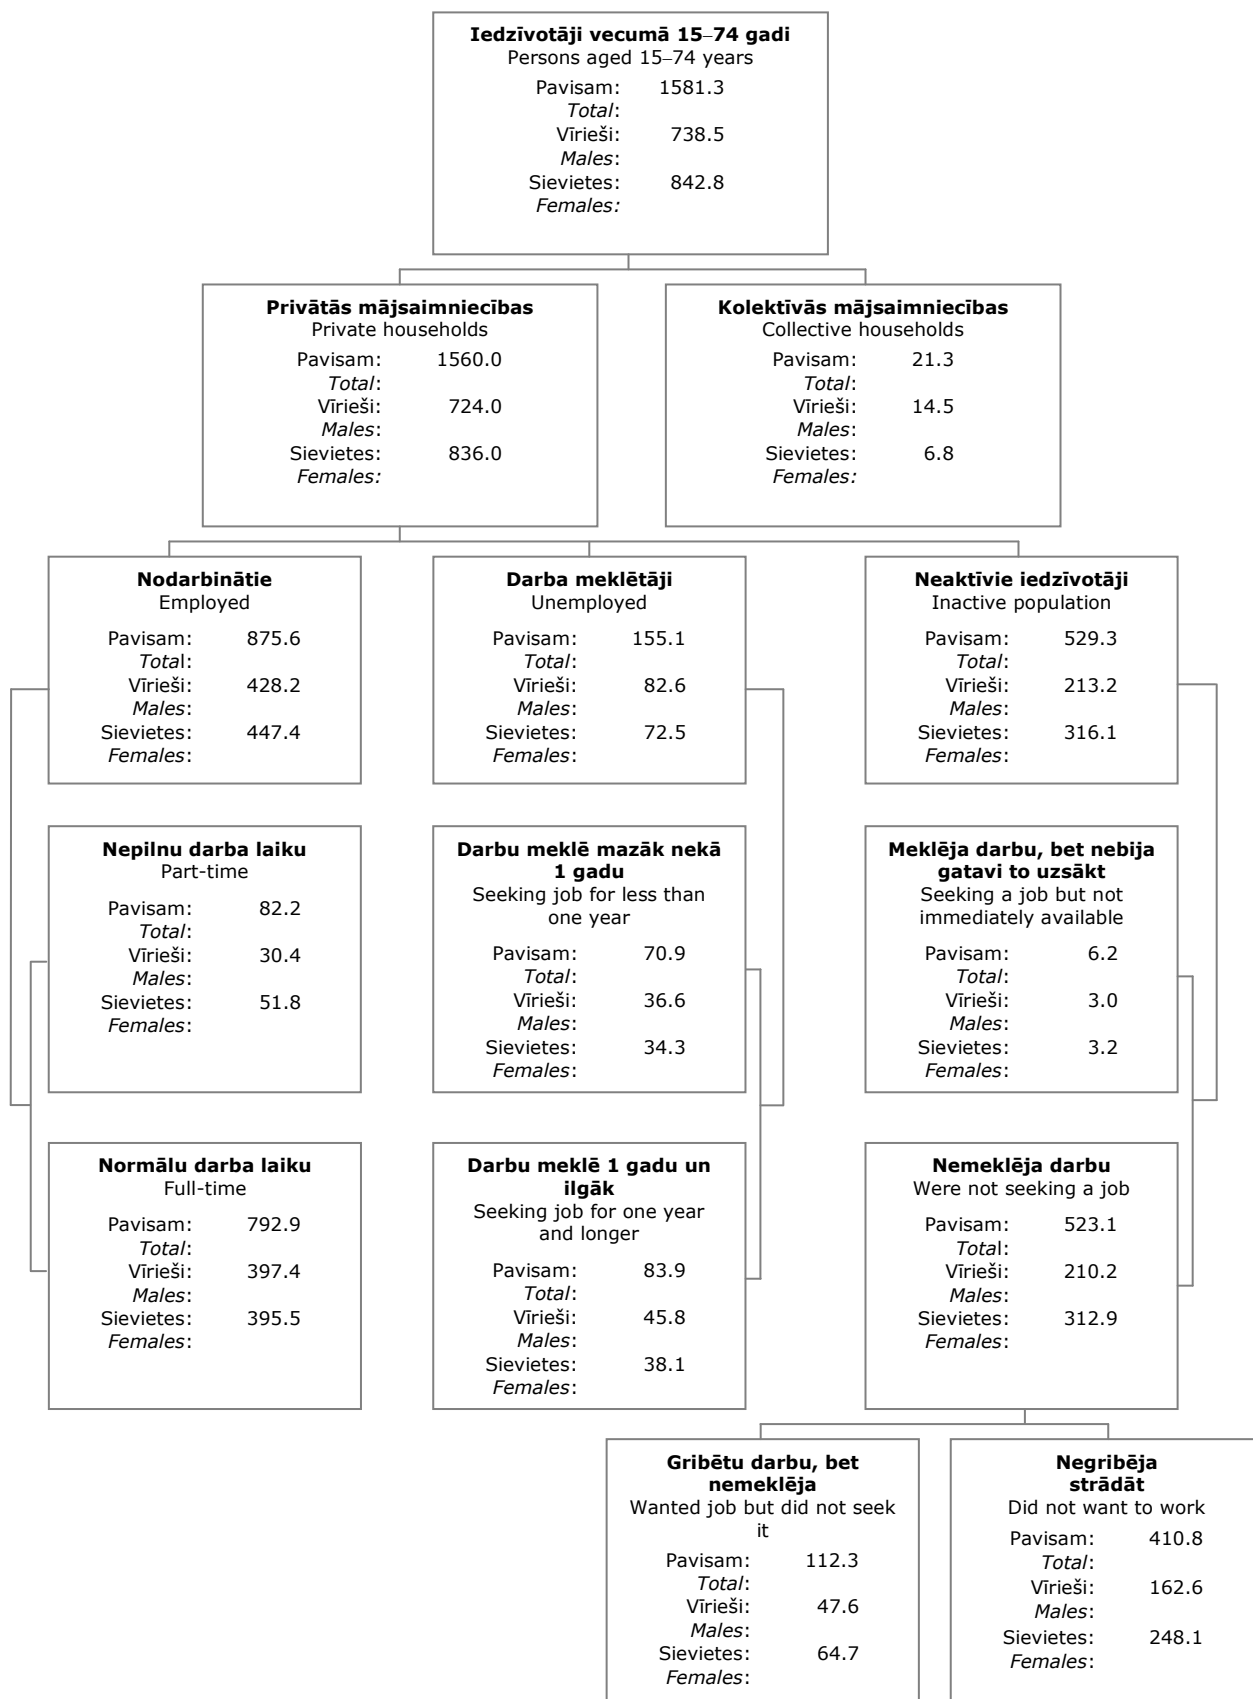 Iedzīvotāji vecumā 15–74 gadi
Persons aged 15–74 years
Pavisam: 1581.3
Total:
Vīrieši: 738.5
Males:
Sievietes: 842.8
Females:
Privātās mājsaimniecības
Private households
Pavisam: 1560.0
Total:
Vīrieši: 724.0
Males:
Sievietes: 836.0
Females:
Kolektīvās mājsaimniecības
Collective households
Pavisam: 21.3
Total:
Vīrieši: 14.5
Males:
Sievietes: 6.8
Females:
Nodarbinātie
Employed
Pavisam: 875.6
Total:
Vīrieši: 428.2
Males:
Sievietes: 447.4
Females:
Darba meklētāji
Unemployed
Pavisam: 155.1
Total:
Vīrieši: 82.6
Males:
Sievietes: 72.5
Females:
Neaktīvie iedzīvotāji
Inactive population
Pavisam: 529.3
Total:
Vīrieši: 213.2
Males:
Sievietes: 316.1
Females:
Nepilnu darba laiku
Part-time
Pavisam: 82.2
Total:
Vīrieši: 30.4
Males:
Sievietes: 51.8
Females:
Darbu meklē mazāk nekā
1 gadu
Seeking job for less than
one year
Pavisam: 70.9
Total:
Vīrieši: 36.6
Males:
Sievietes: 34.3
Females:
Meklēja darbu, bet nebija
gatavi to uzsākt
Seeking a job but not
immediately available
Pavisam: 6.2
Total:
Vīrieši: 3.0
Males:
Sievietes: 3.2
Females:
Normālu darba laiku
Full-time
Pavisam: 792.9
Total:
Vīrieši: 397.4
Males:
Sievietes: 395.5
Females:
Darbu meklē 1 gadu un
ilgāk
Seeking job for one year
and longer
Pavisam: 83.9
Total:
Vīrieši: 45.8
Males:
Sievietes: 38.1
Females:
Nemeklēja darbu
Were not seeking a job
Pavisam: 523.1
Total:
Vīrieši: 210.2
Males:
Sievietes: 312.9
Females:
Gribētu darbu, bet
nemeklēja
Wanted job but did not seek
it
Pavisam: 112.3
Total:
Vīrieši: 47.6
Males:
Sievietes: 64.7
Females:
Negribēja
strādāt
Did not want to work
Pavisam: 410.8
Total:
Vīrieši: 162.6
Males:
Sievietes: 248.1
Females: